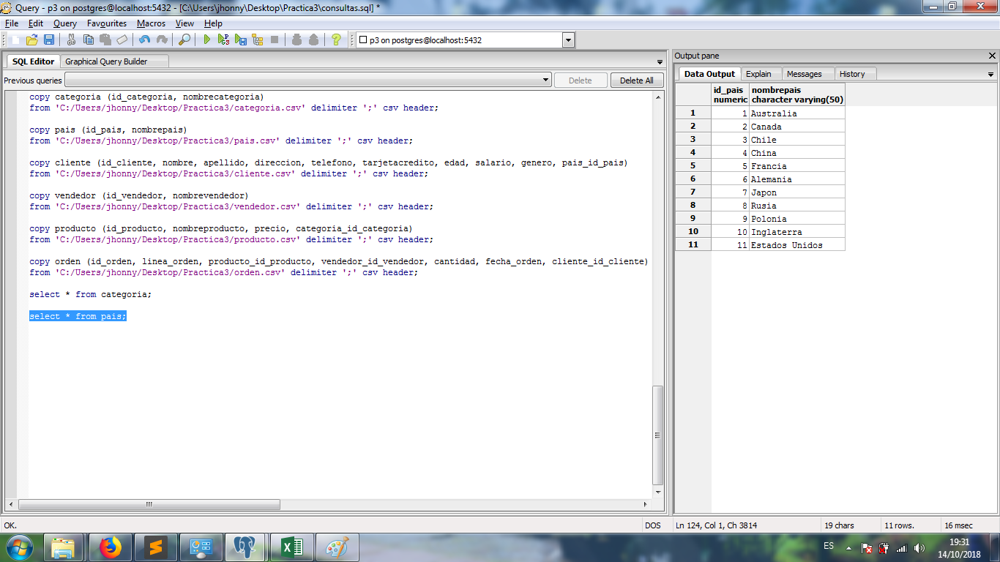 Query - p3 on postgres@localhost:5432 - [C:\Users\jhonny\Desktop\Practica3\consultas.sql] *
File Edit Query Favourites Macros View Help
p3 on postgres@localhost:5432
SQL Editor Graphical Query Builder
Previous queries Delete Delete All
copy categoria (id_categoria, nombrecategoria)
from 'C:/Users/jhonny/Desktop/Practica3/categoria.csv' delimiter ';' csv header;
copy pais (id_pais, nombrepais)
from 'C:/Users/jhonny/Desktop/Practica3/pais.csv' delimiter ';' csv header;
copy cliente (id_cliente, nombre, apellido, direccion, telefono, tarjetacredito, edad, salario, genero, pais_id_pais)
from 'C:/Users/jhonny/Desktop/Practica3/cliente.csv' delimiter ';' csv header;
copy vendedor (id_vendedor, nombrevendedor)
from 'C:/Users/jhonny/Desktop/Practica3/vendedor.csv' delimiter ';' csv header;
copy producto (id_producto, nombreproducto, precio, categoria_id_categoria)
from 'C:/Users/jhonny/Desktop/Practica3/producto.csv' delimiter ';' csv header;
copy orden (id_orden, linea_orden, producto_id_producto, vendedor_id_vendedor, cantidad, fecha_orden, cliente_id_cliente)
from 'C:/Users/jhonny/Desktop/Practica3/orden.csv' delimiter ';' csv header;
select * from categoria;
select * from pais;
Output pane
Data Output Explain Messages History
id_pais nombrepais
numeric character varying(50)
1 1 Australia
2 2 Canada
3 3 Chile
4 4 China
5 5 Francia
6 6 Alemania
7 7 Japon
8 8 Rusia
9 9 Polonia
10 10 Inglaterra
11 11 Estados Unidos
OK. DOS Ln 124, Col 1, Ch 3814 19 chars 11 rows. 16 msec
ES 19:31
14/10/2018